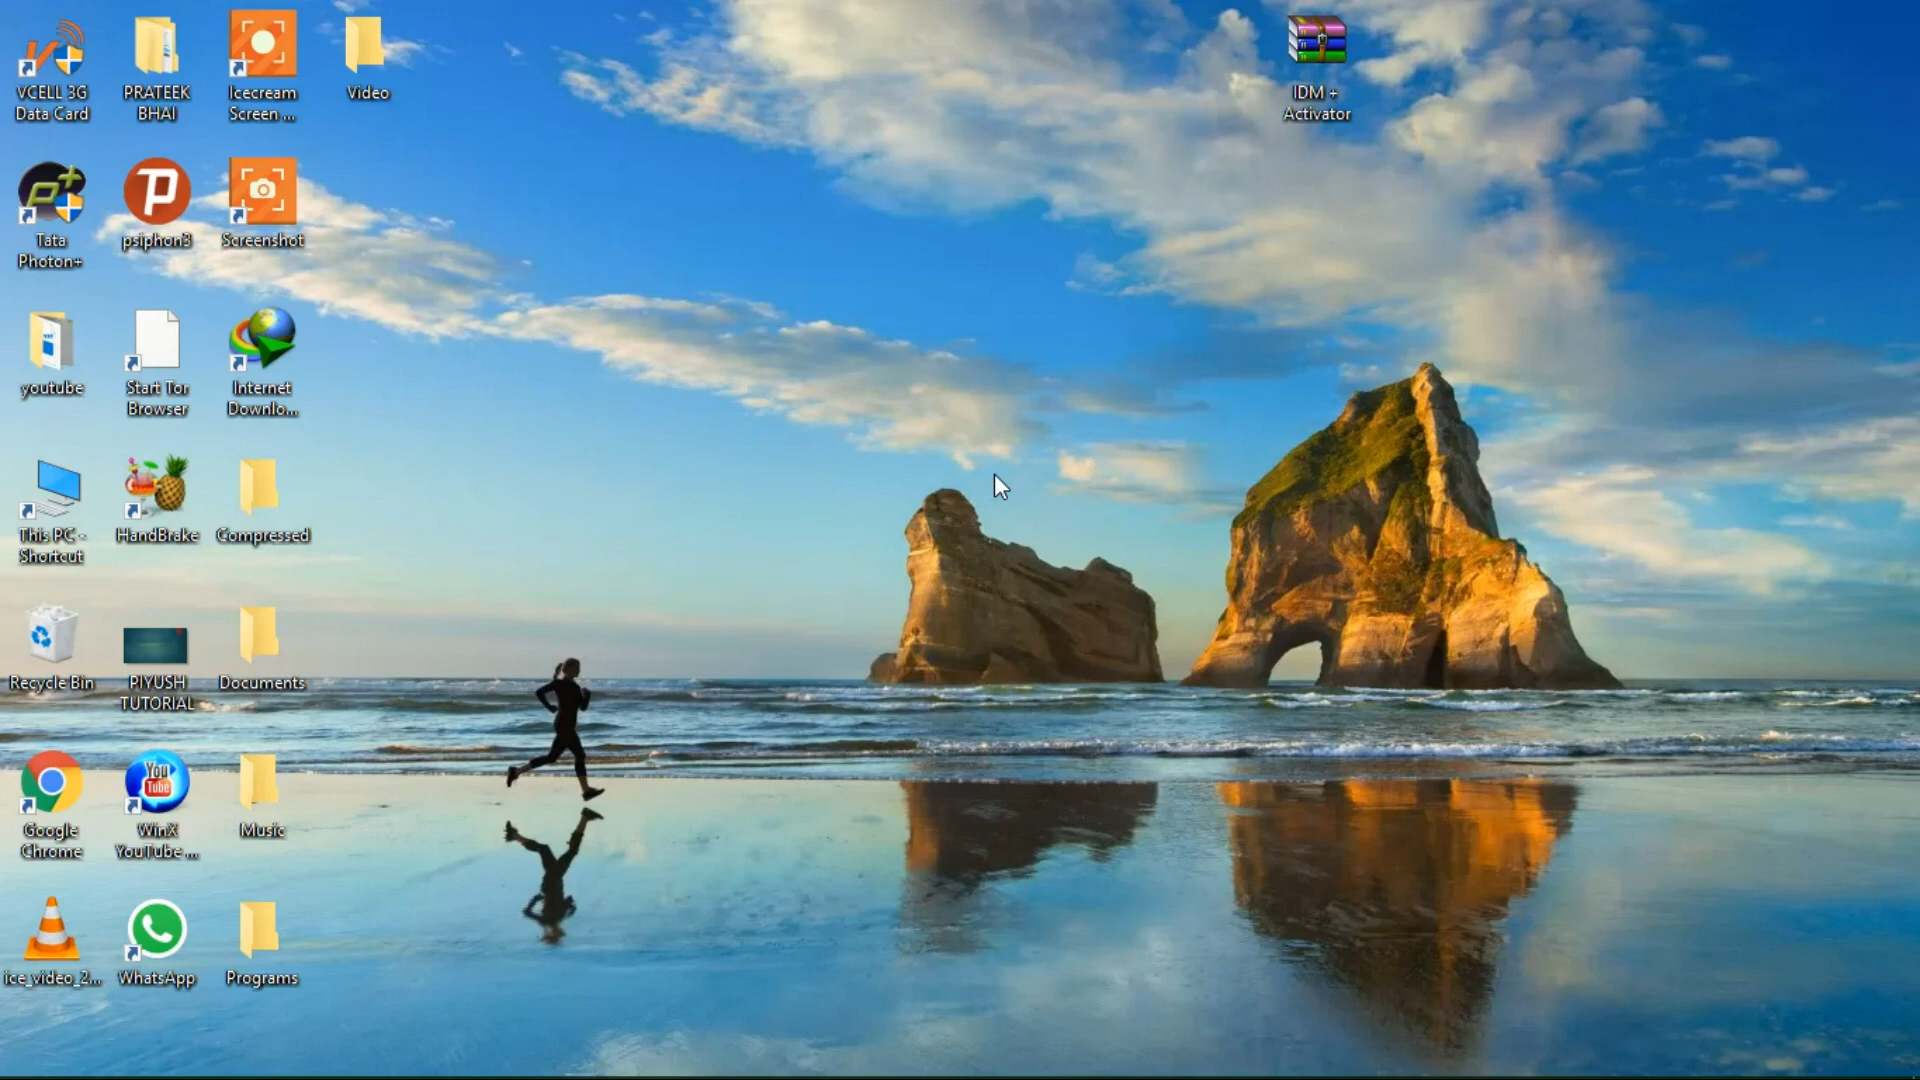 VCELL 3G
Data Card
PRATEEK
BHAI
Icecream
Screen ...
Video
IDM +
Activator
Tata
Photon+
psiphon3
Screenshot
youtube
Start Tor
Browser
Internet
Downlo...
This PC -
Shortcut
HandBrake
Compressed
Recycle Bin
PIYUSH
TUTORIAL
Documents
Google
Chrome
You
Tube
WinX
YouTube ...
Music
ice_video_2...
WhatsApp
Programs